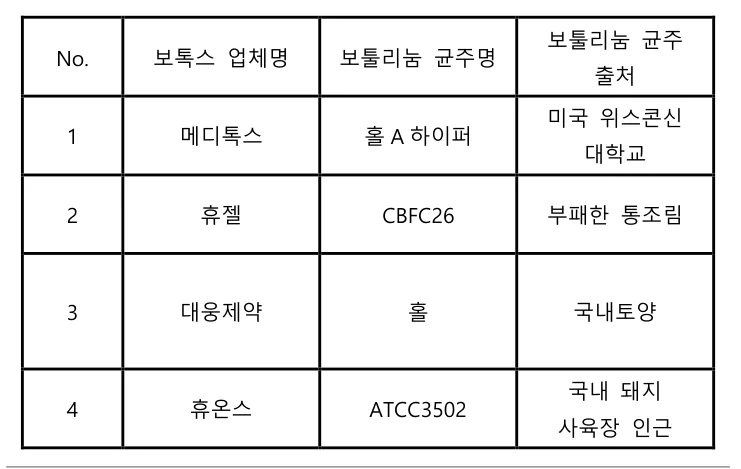 No. 보톡스 업체명 보툴리눔 균주명 보툴리눔 균주
출처
1 메디톡스 홀 A 하이퍼 미국 위스콘신
대학교
2 휴젤 CBFC26 부패한 통조림
3 대웅제약 홀 국내토양
4 휴온스 ATCC3502 국내 돼지
사육장 인근